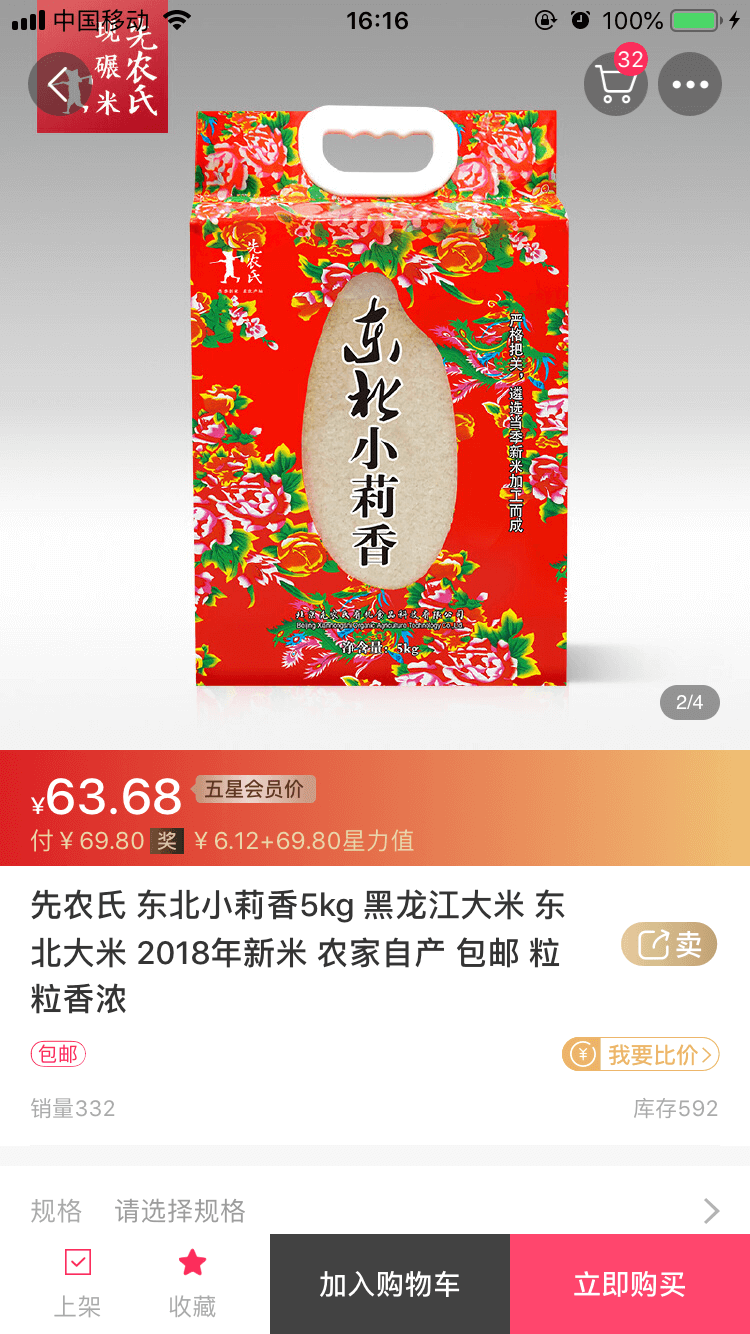 中国移动
16:16
100%
先农氏
现碾米
32
先农氏
东北小莉香
严格把关，遴选当季新米加工而成
北京先农氏有机食品科技有限公司
Beijing Xiannongshi Organic Agriculture Technology Co.,Ltd.
净含量：5kg
2/4
¥63.68 五星会员价
付¥69.80 奖 ¥6.12+69.80星力值
先农氏 东北小莉香5kg 黑龙江大米 东
北大米 2018年新米 农家自产 包邮 粒
粒香浓
卖
包邮
¥ 我要比价
销量332
库存592
规格 请选择规格
上架
收藏
加入购物车
立即购买